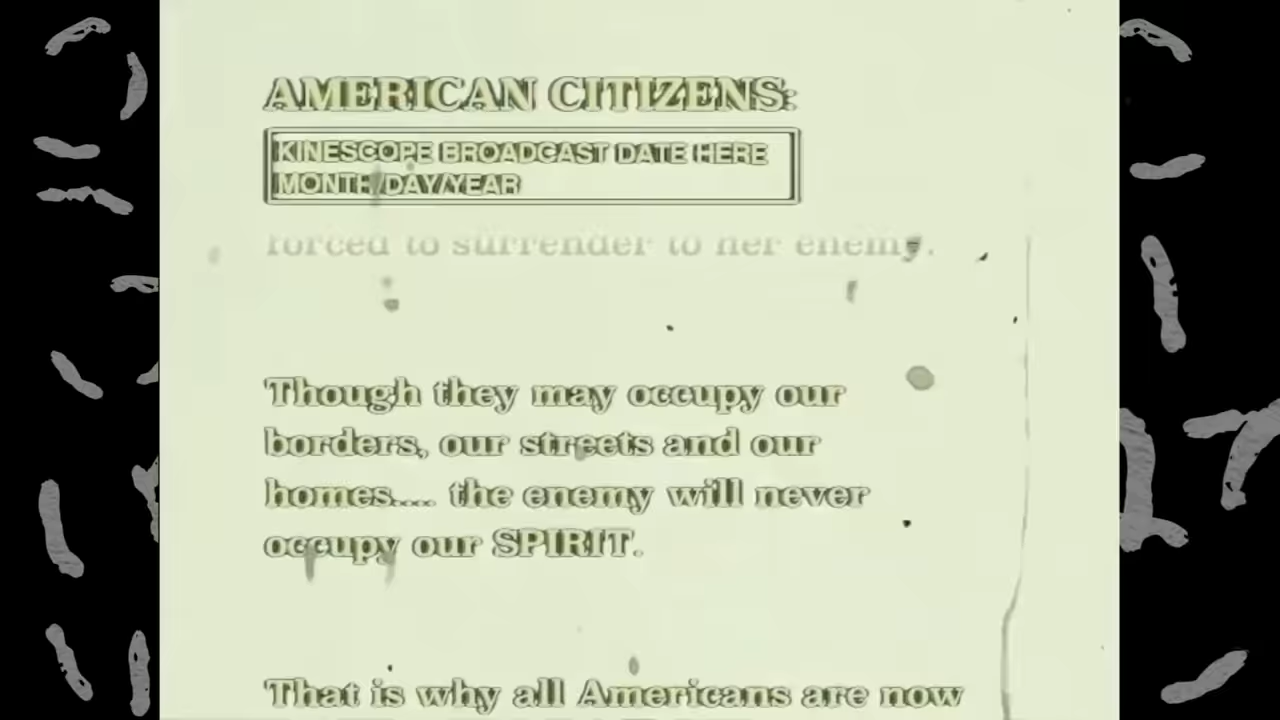 AMERICAN CITIZENS:
KINESCOPE BROADCAST DATE HERE
MONTH/DAY/YEAR
forced to surrender to her enemy.
Though they may occupy our
borders, our streets and our
homes.... the enemy will never
occupy our SPIRIT.
That is why all Americans are now